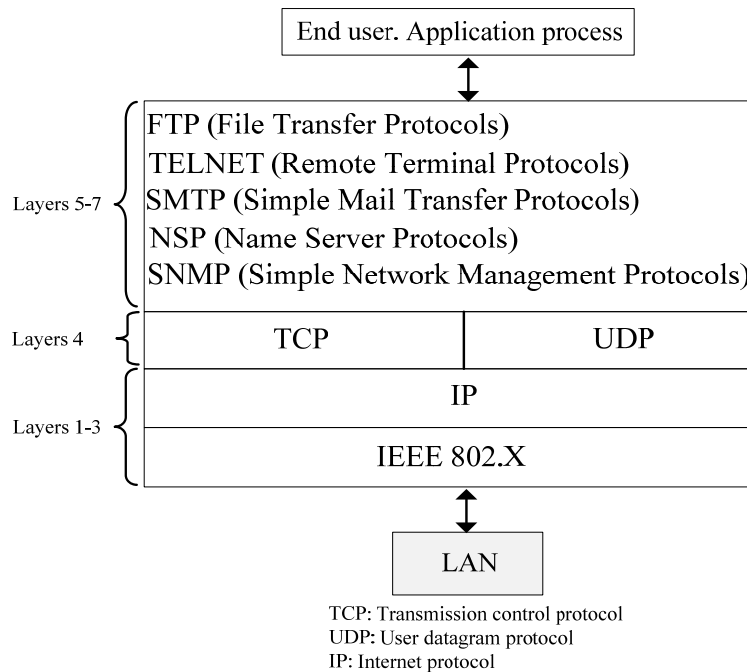 End user. Application process
FTP (File Transfer Protocols)
TELNET (Remote Terminal Protocols)
Layers 5-7
SMTP (Simple Mail Transfer Protocols)
NSP (Name Server Protocols)
SNMP (Simple Network Management Protocols)
Layers 4
TCP
UDP
IP
Layers 1-3
IEEE 802.X
LAN
TCP: Transmission control protocol
UDP: User datagram protocol
IP: Internet protocol